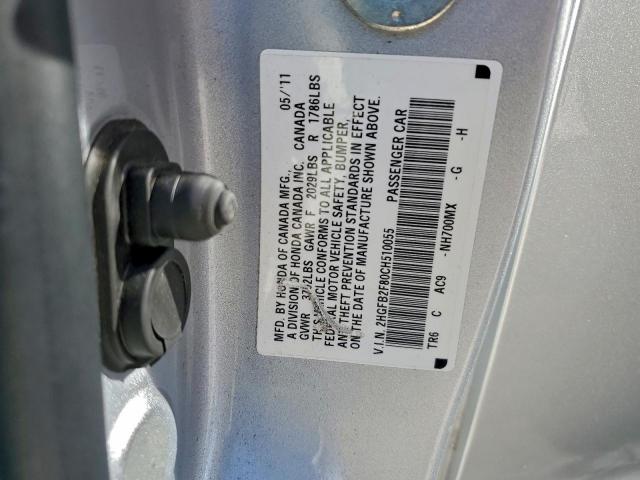 MFD. BY HONDA OF CANADA MFG., 05/'11
A DIVISION OF HONDA CANADA INC. CANADA
GVWR 3702LBS GAWR F 2029LBS R 1786LBS
THIS VEHICLE CONFORMS TO ALL APPLICABLE
FEDERAL MOTOR VEHICLE SAFETY, BUMPER,
AND THEFT PREVENTION STANDARDS IN EFFECT
ON THE DATE OF MANUFACTURE SHOWN ABOVE.
V.I.N. 2HGFB2F80CH510055 PASSENGER CAR
TR6 C AC9 -NH700MX -G -H